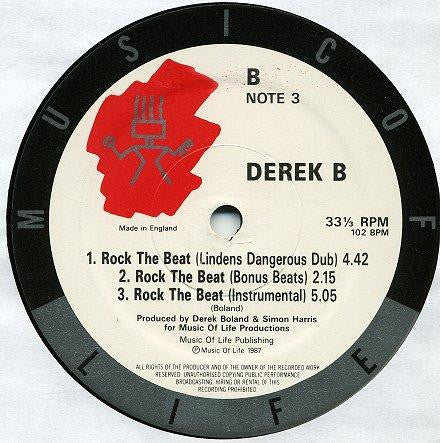 MUSIC OF LIFE
B
NOTE 3
DEREK B
Made in England
33⅓ RPM
102 BPM
1. Rock The Beat (Lindens Dangerous Dub) 4.42
2. Rock The Beat (Bonus Beats) 2.15
3. Rock The Beat (Instrumental) 5.05
(Boland)
Produced by Derek Boland & Simon Harris
for Music Of Life Productions
Music Of Life Publishing
℗ Music Of Life 1987
ALL RIGHTS OF THE PRODUCER AND OF THE OWNER OF THE RECORDED WORK
RESERVED. UNAUTHORISED COPYING PUBLIC PERFORMANCE
BROADCASTING. HIRING OR RENTAL OF THIS
RECORDING PROHIBITED.